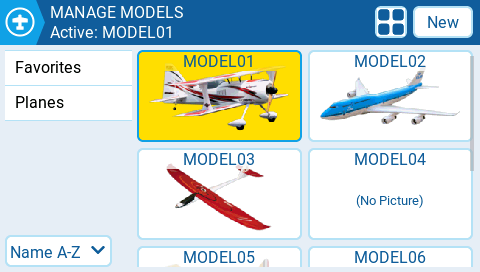 MANAGE MODELS
Active: MODEL01
New
Favorites
Planes
MODEL01
MODEL02
MODEL03
MODEL04
(No Picture)
MODEL05
MODEL06
Name A-Z